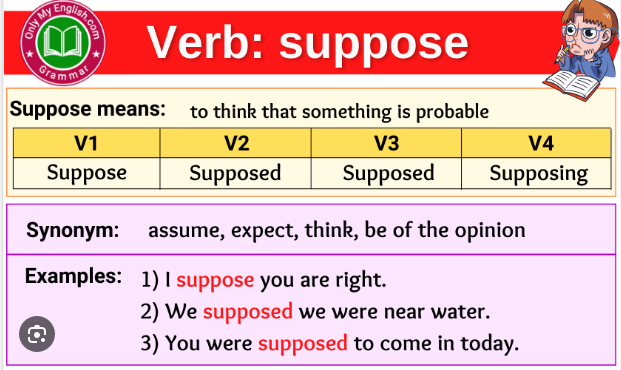 Only My English.com
Grammar
Verb: suppose
Suppose means: to think that something is probable
V1 V2 V3 V4
Suppose Supposed Supposed Supposing
Synonym: assume, expect, think, be of the opinion
Examples: 1) I suppose you are right.
2) We supposed we were near water.
3) You were supposed to come in today.